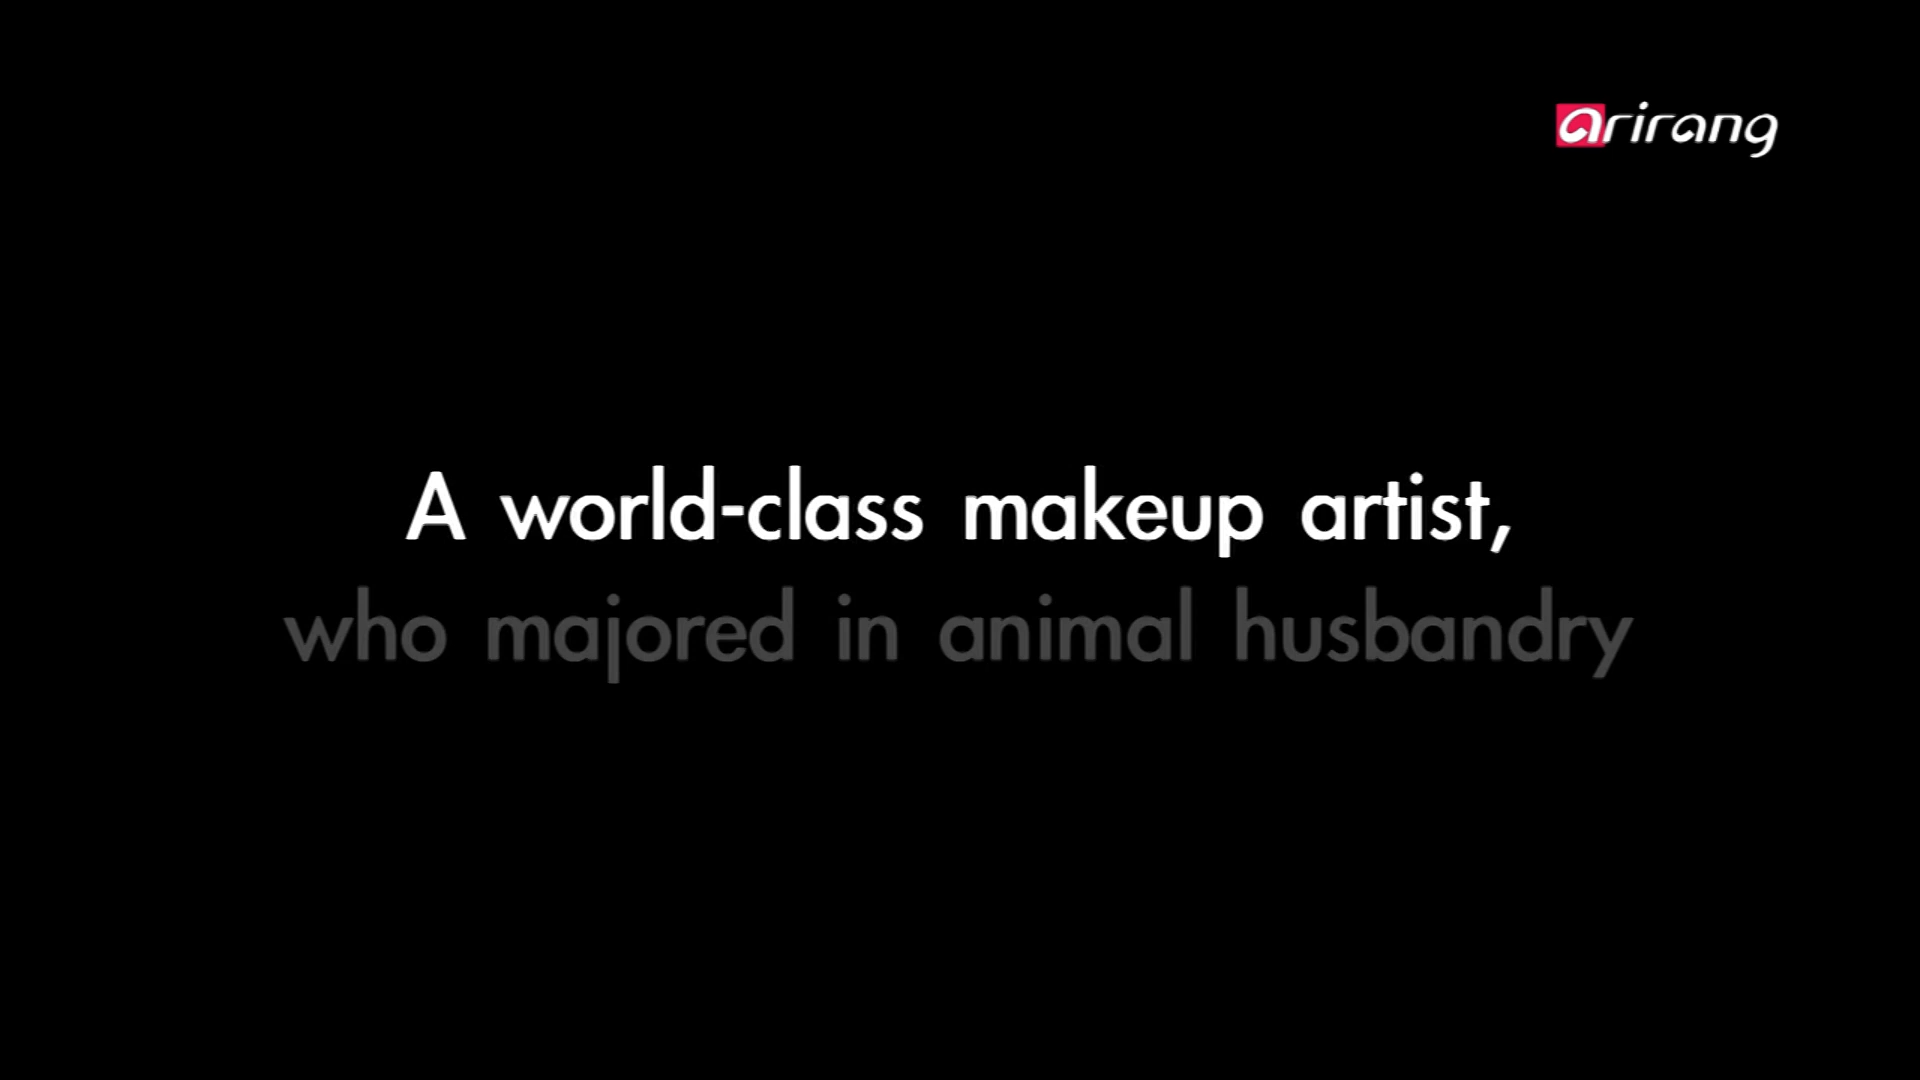 arirang
A world-class makeup artist,
who majored in animal husbandry